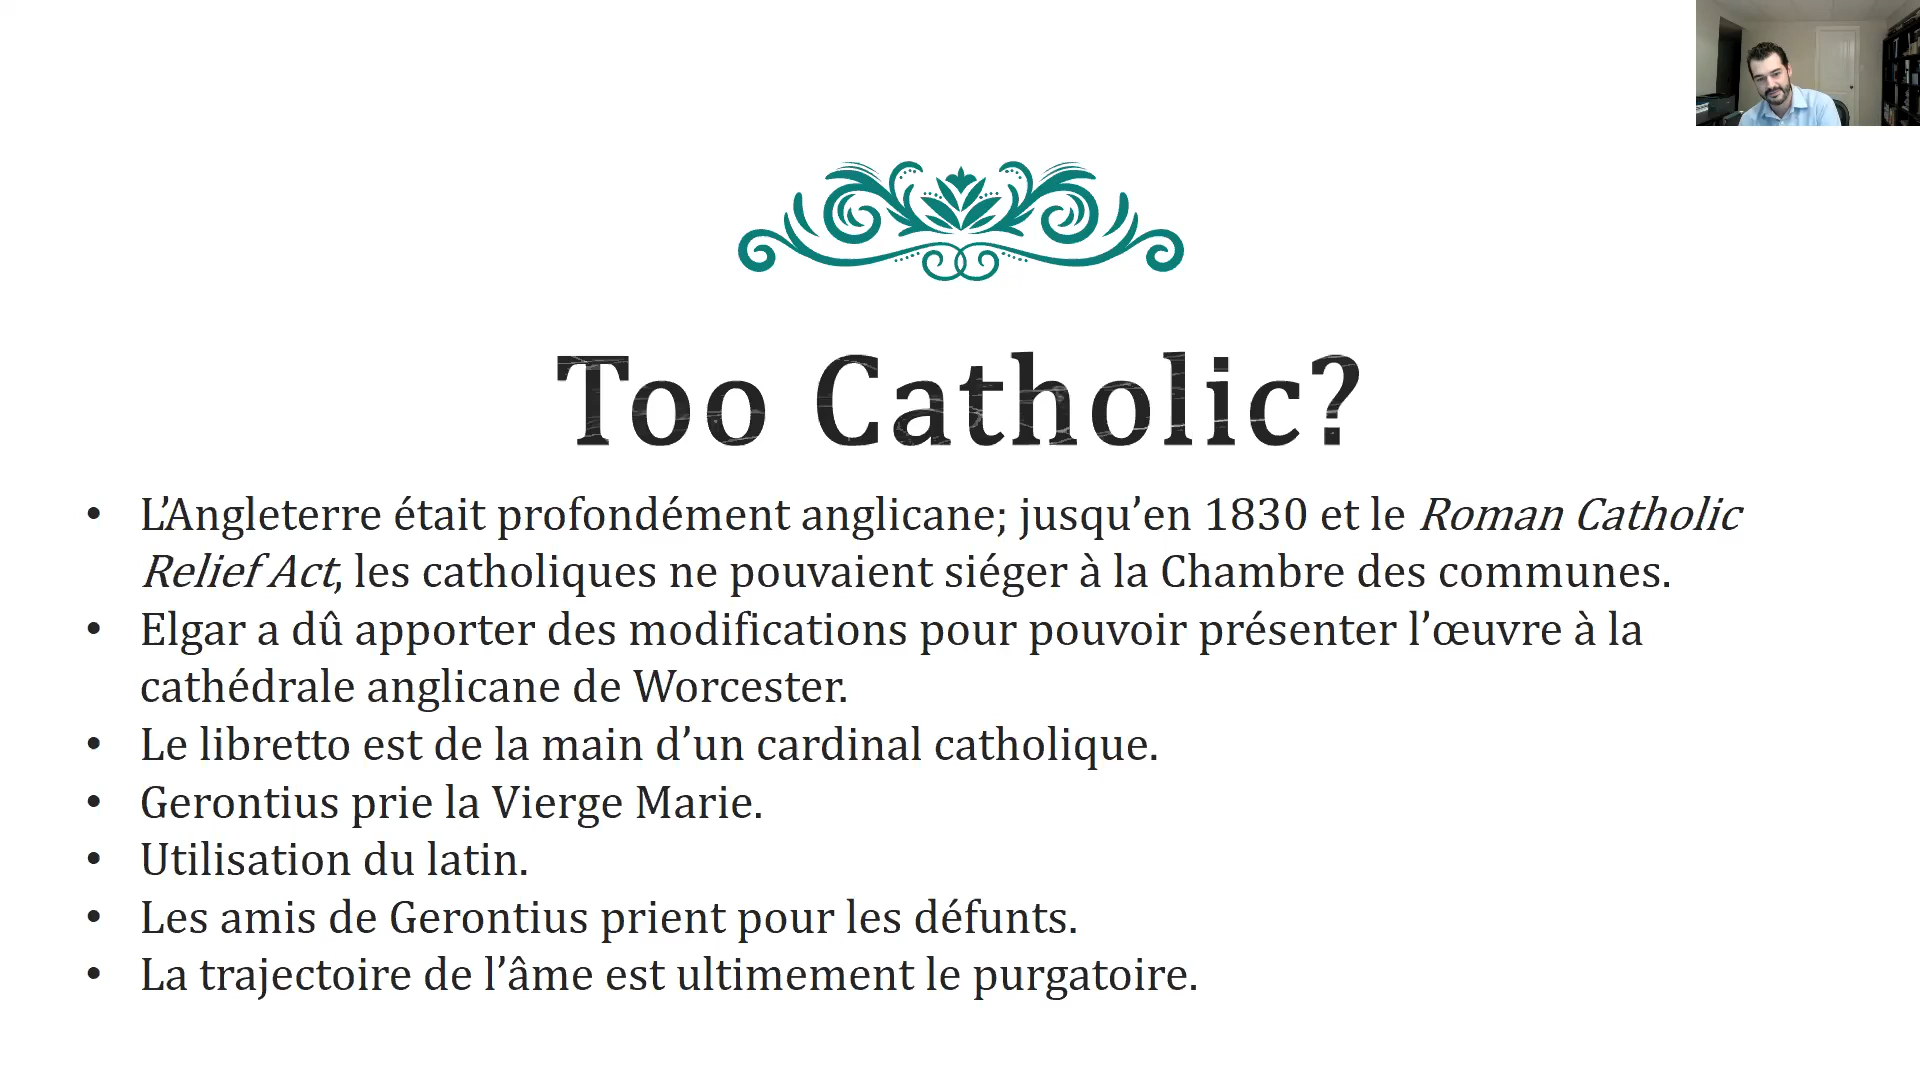 Too Catholic?
• L’Angleterre était profondément anglicane; jusqu’en 1830 et le Roman Catholic
Relief Act, les catholiques ne pouvaient siéger à la Chambre des communes.
• Elgar a dû apporter des modifications pour pouvoir présenter l’œuvre à la
cathédrale anglicane de Worcester.
• Le libretto est de la main d’un cardinal catholique.
• Gerontius prie la Vierge Marie.
• Utilisation du latin.
• Les amis de Gerontius prient pour les défunts.
• La trajectoire de l’âme est ultimement le purgatoire.